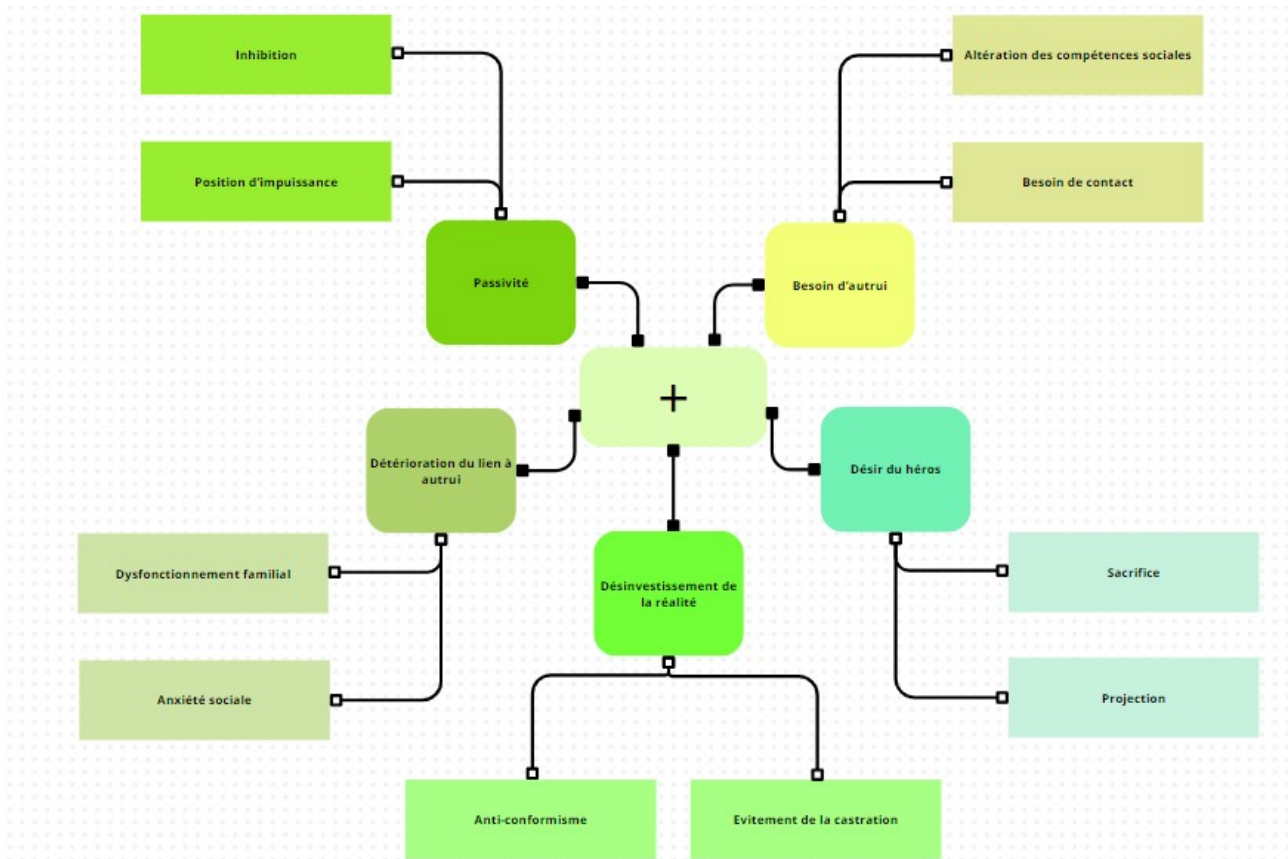 Inhibition
Altération des compétences sociales
Position d'impuissance
Besoin de contact
Passivité
Besoin d'autrui
+
Détérioration du lien à
autrui
Désir du héros
Dysfonctionnement familial
Désinvestissement de
la réalité
Sacrifice
Anxiété sociale
Projection
Anti-conformisme
Evitement de la castration